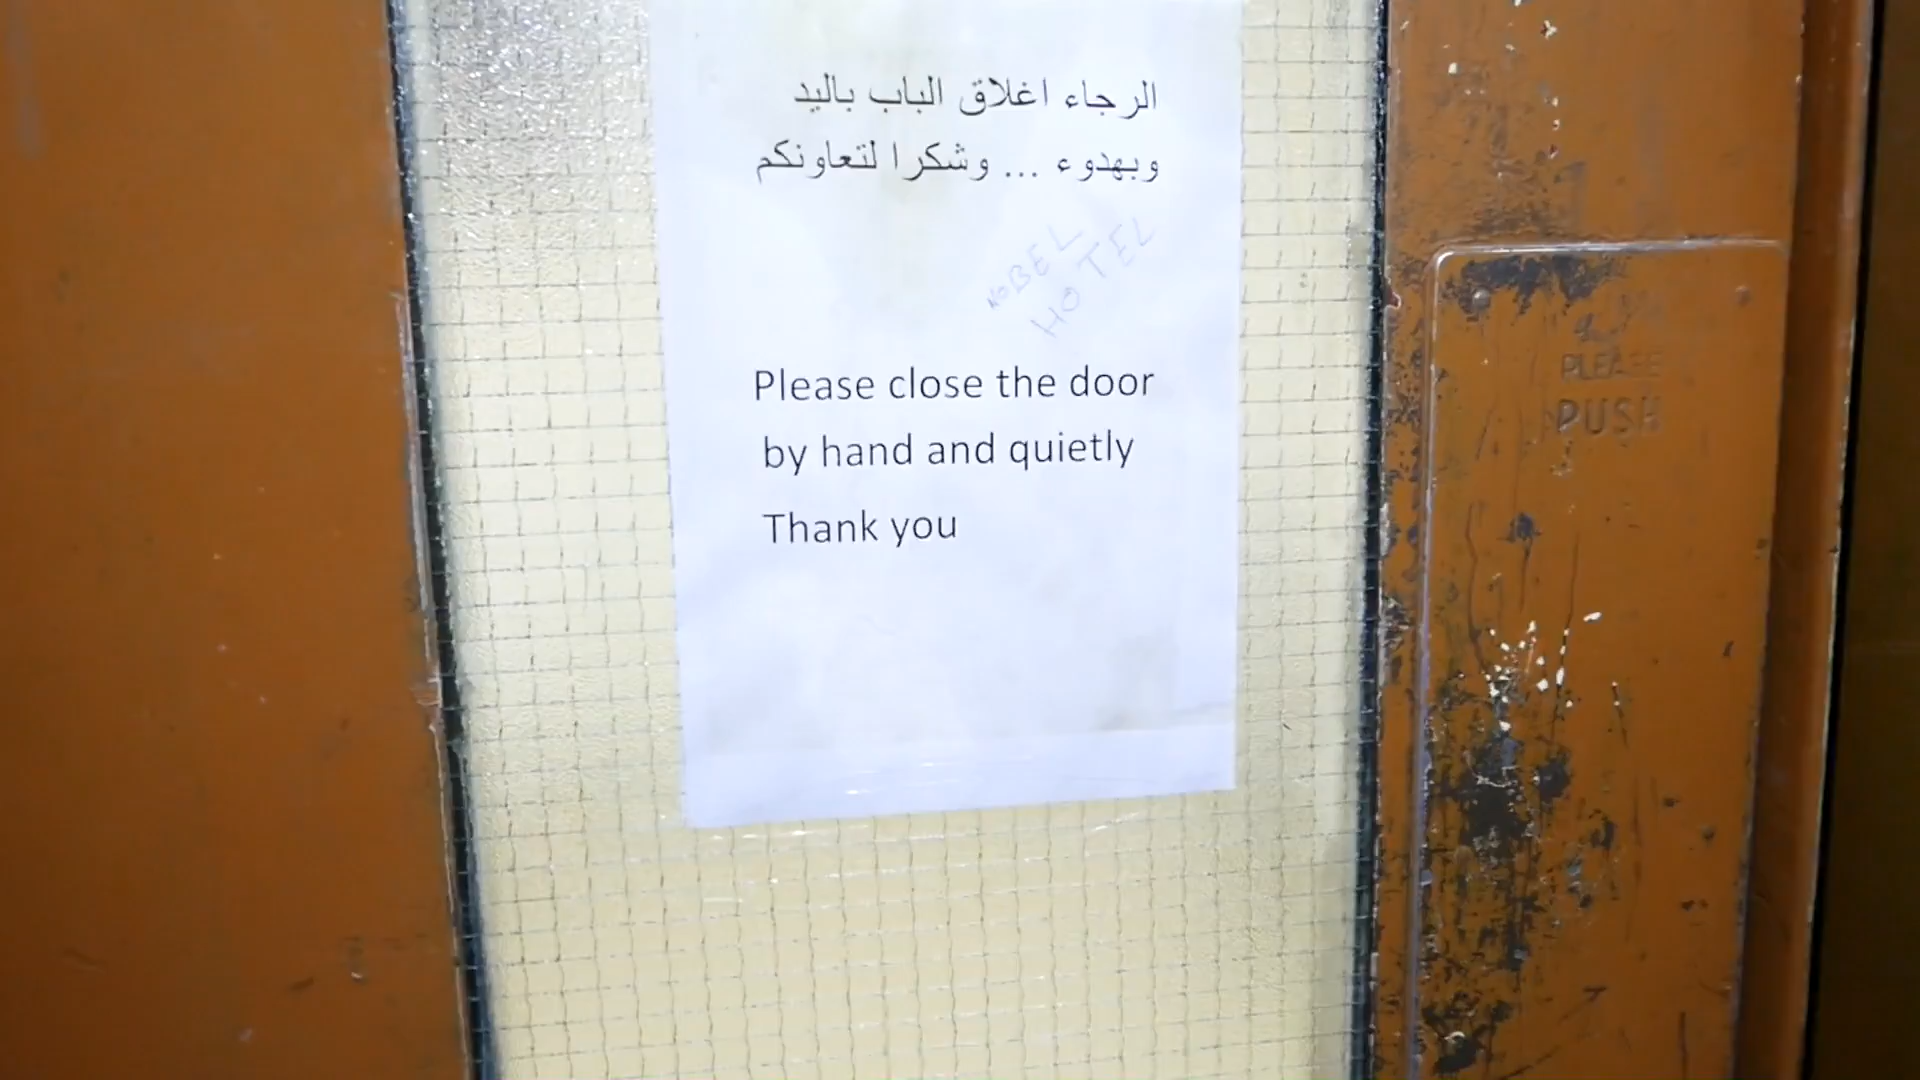 الرجاء اغلاق الباب باليد
وبهدوء ... وشكرا لتعاونكم
NOBEL
HOTEL
Please close the door
by hand and quietly
Thank you
PLEASE
PUSH